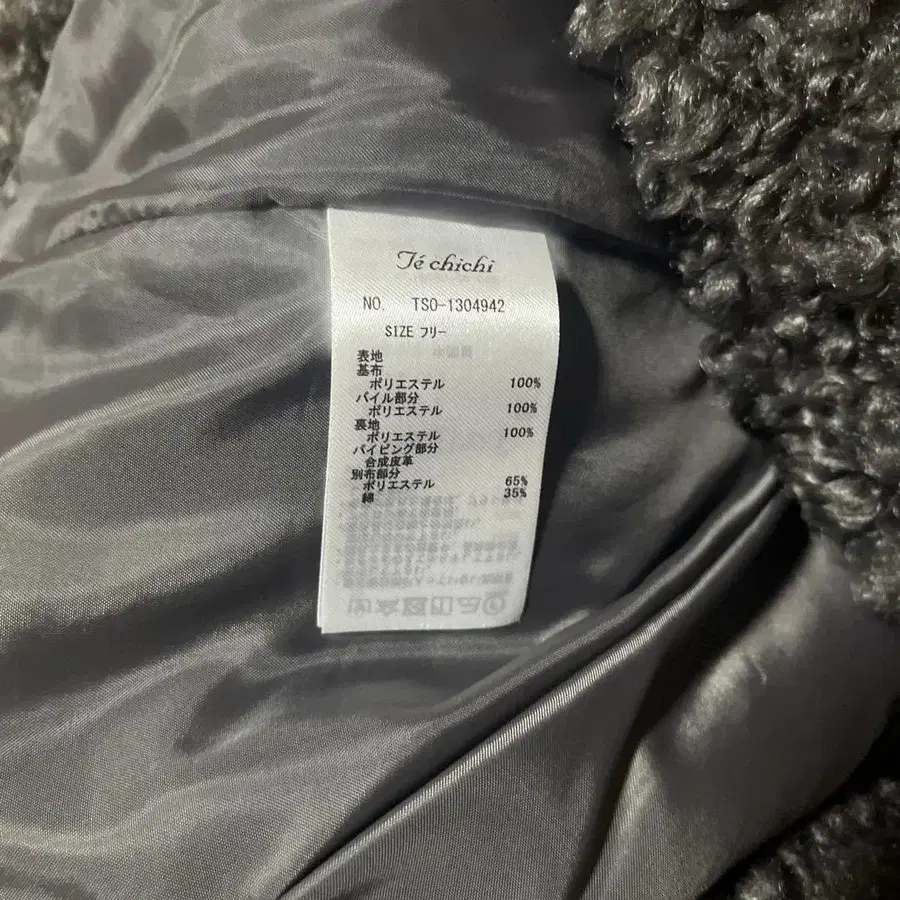 Té chichi
NO. TSO-1304942
SIZE フリー
表地
基布
ポリエステル 100%
パイル部分
ポリエステル 100%
裏地
ポリエステル 100%
パイピング部分
合成皮革
別布部分
ポリエステル 65%
綿 35%